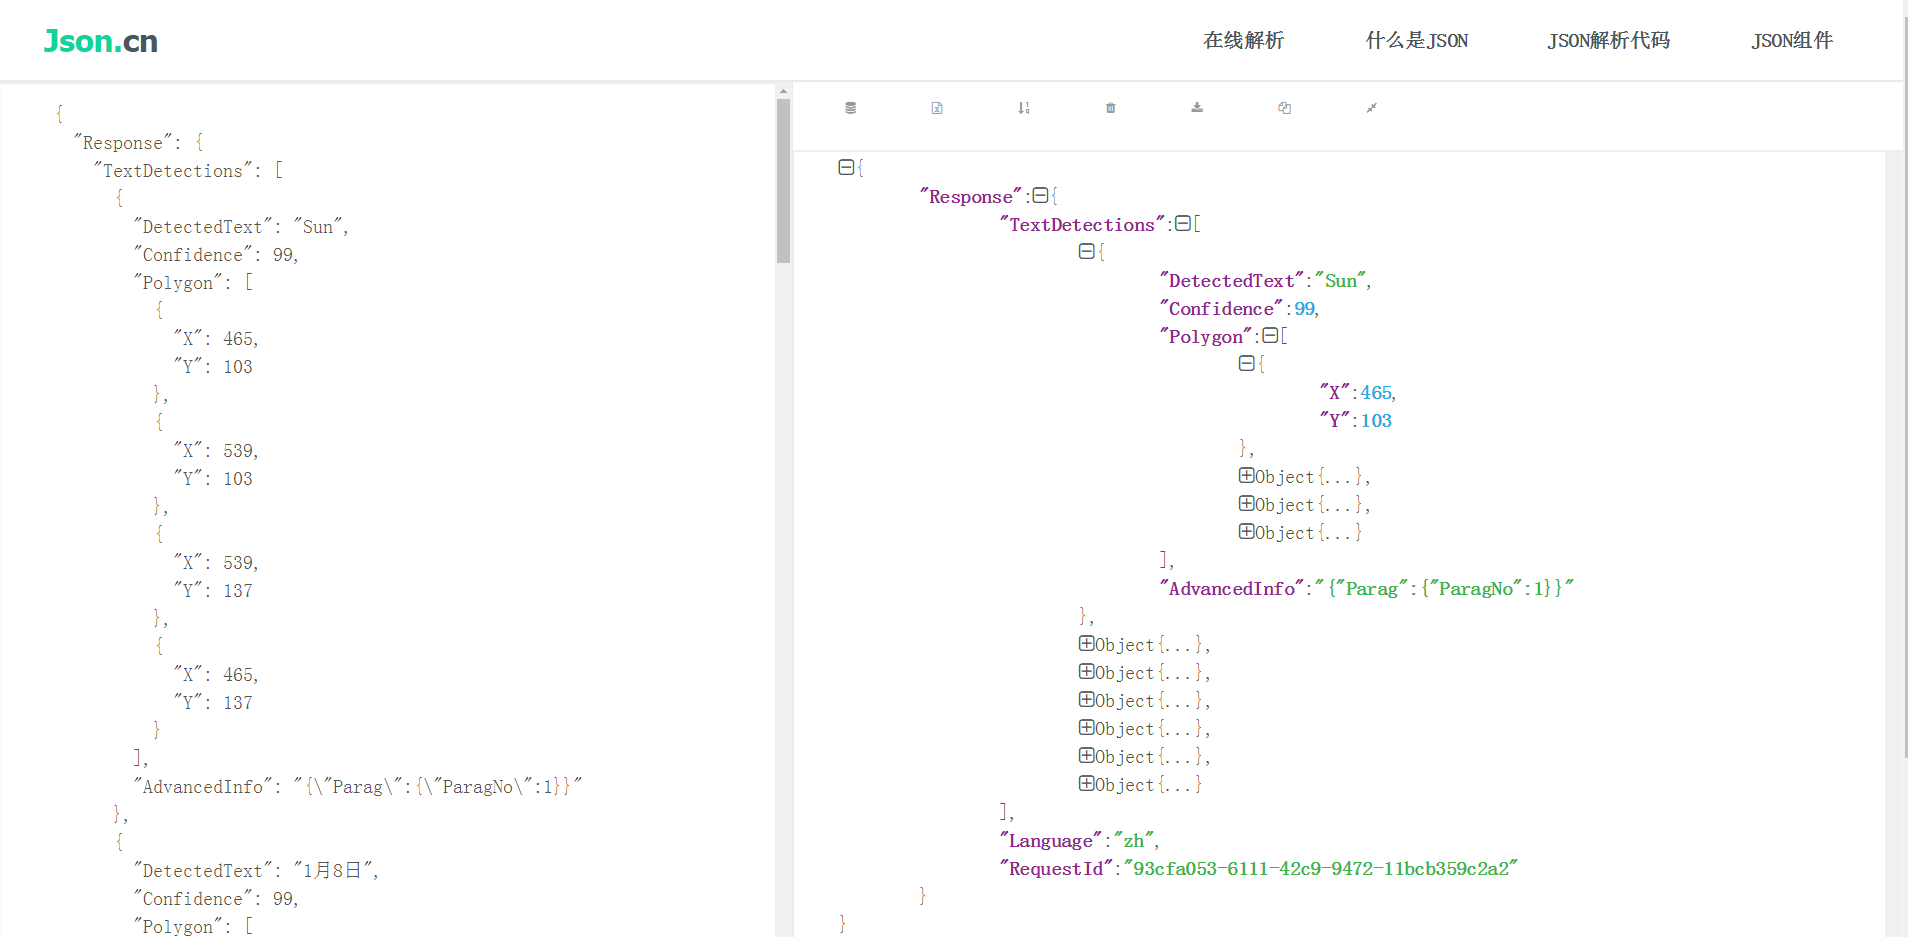 Json.cn
在线解析 什么是JSON JSON解析代码 JSON组件
{
"Response": {
"TextDetections": [
{
"DetectedText": "Sun",
"Confidence": 99,
"Polygon": [
{
"X": 465,
"Y": 103
},
{
"X": 539,
"Y": 103
},
{
"X": 539,
"Y": 137
},
{
"X": 465,
"Y": 137
}
],
"AdvancedInfo": "{\"Parag\":{\"ParagNo\":1}}"
},
{
"DetectedText": "1月8日",
"Confidence": 99,
"Polygon": [
{
"Response":{
"TextDetections":[
{
"DetectedText":"Sun",
"Confidence":99,
"Polygon":[
{
"X":465,
"Y":103
},
Object{...},
Object{...},
Object{...}
],
"AdvancedInfo":"{"Parag":{"ParagNo":1}}"
},
Object{...},
Object{...},
Object{...},
Object{...},
Object{...},
Object{...}
],
"Language":"zh",
"RequestId":"93cfa053-6111-42c9-9472-11bcb359c2a2"
}
}